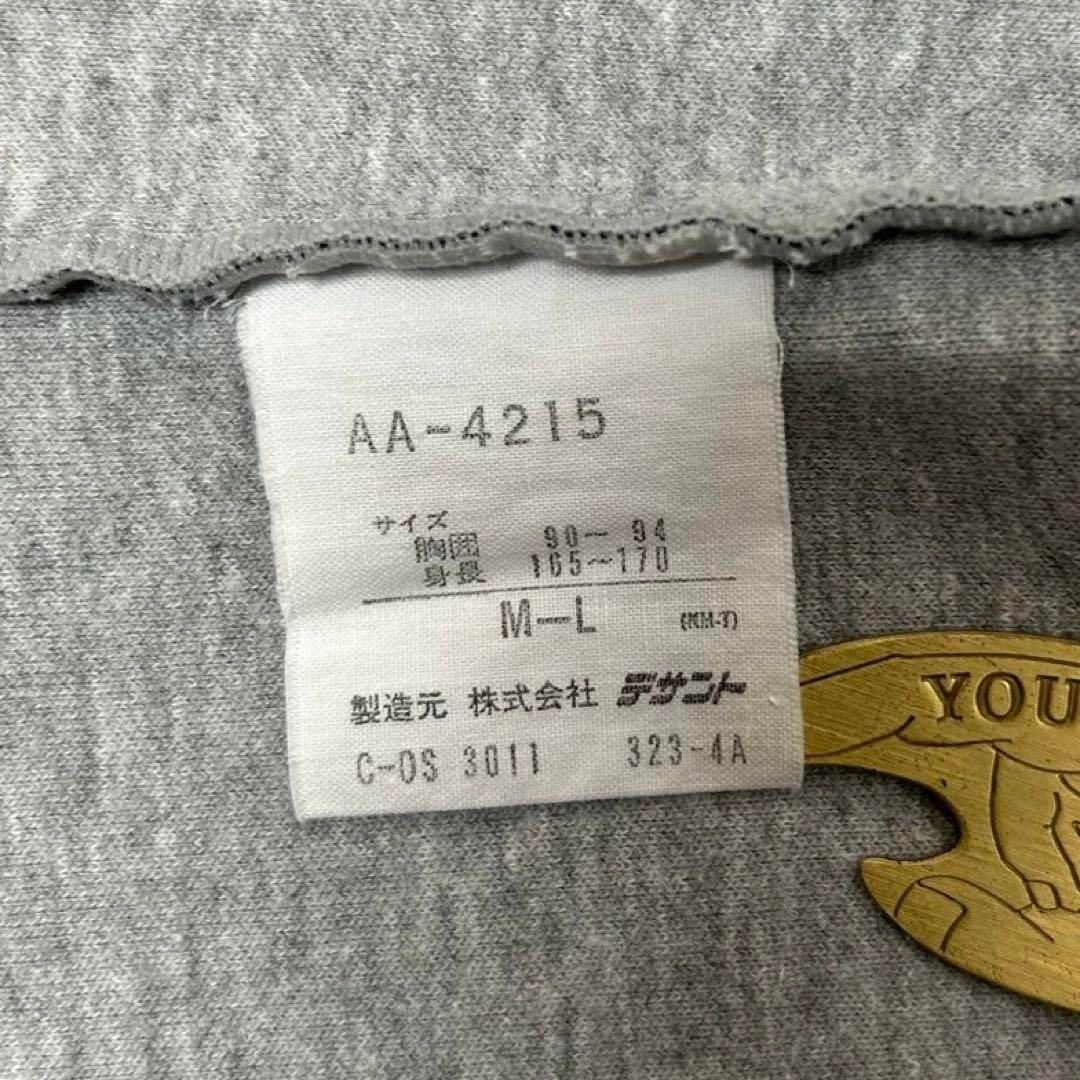 AA-4215
サイズ
胸囲 90〜94
身長 165〜170
M-L (MM-T)
製造元 株式会社 デサント
C-OS 3011 323-4A
YOU